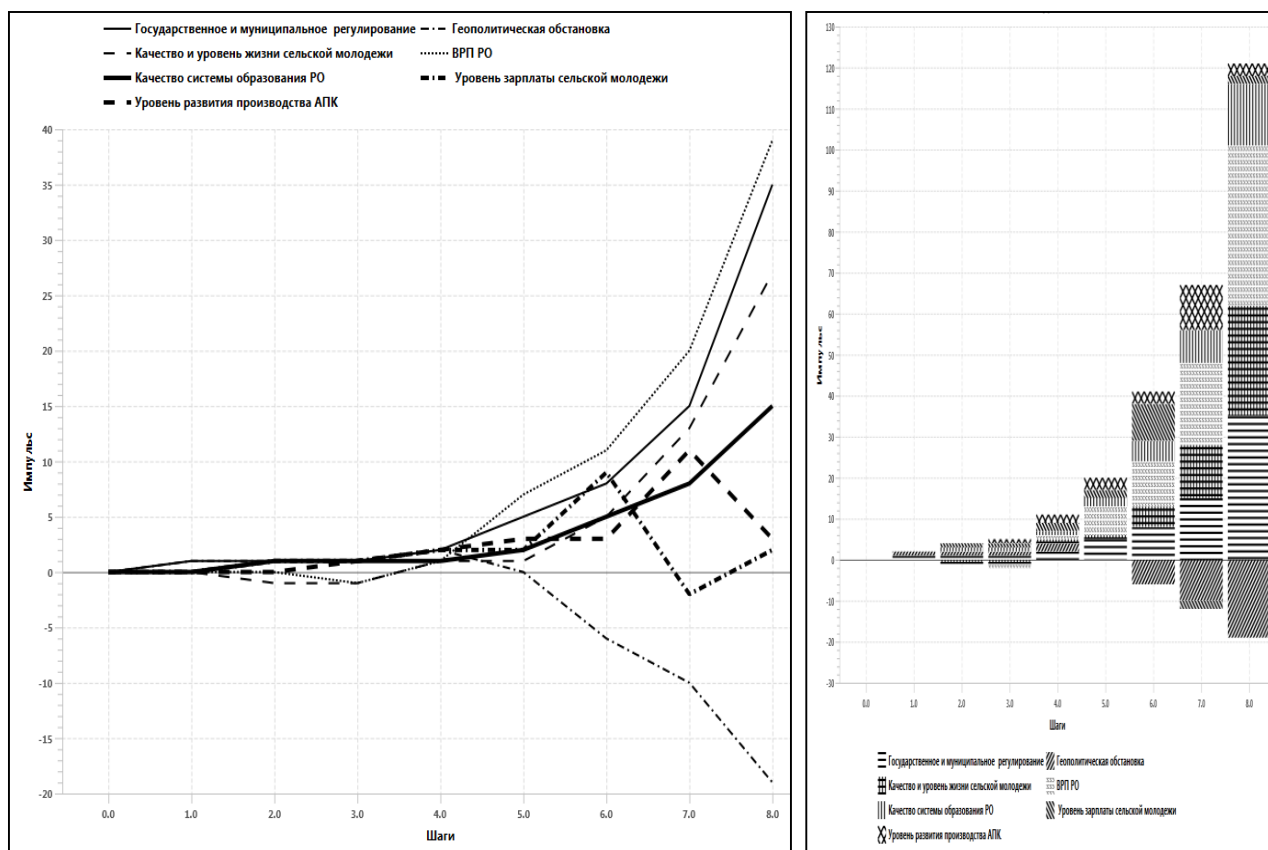 Государственное и муниципальное регулирование Геополитическая обстановка
Качество и уровень жизни сельской молодежи ВРП РО
Качество системы образования РО Уровень зарплаты сельской молодежи
Уровень развития производства АПК
40
35
30
25
20
15
10
5
0
-5
-10
-15
-20
Импульс
0.0 1.0 2.0 3.0 4.0 5.0 6.0 7.0 8.0
Шаги
130
120
110
100
90
80
70
60
50
40
30
20
10
0
-10
-20
-30
Импульс
0.0 1.0 2.0 3.0 4.0 5.0 6.0 7.0 8.0
Шаги
Государственное и муниципальное регулирование Геополитическая обстановка
Качество и уровень жизни сельской молодежи ВРП РО
Качество системы образования РО Уровень зарплаты сельской молодежи
Уровень развития производства АПК